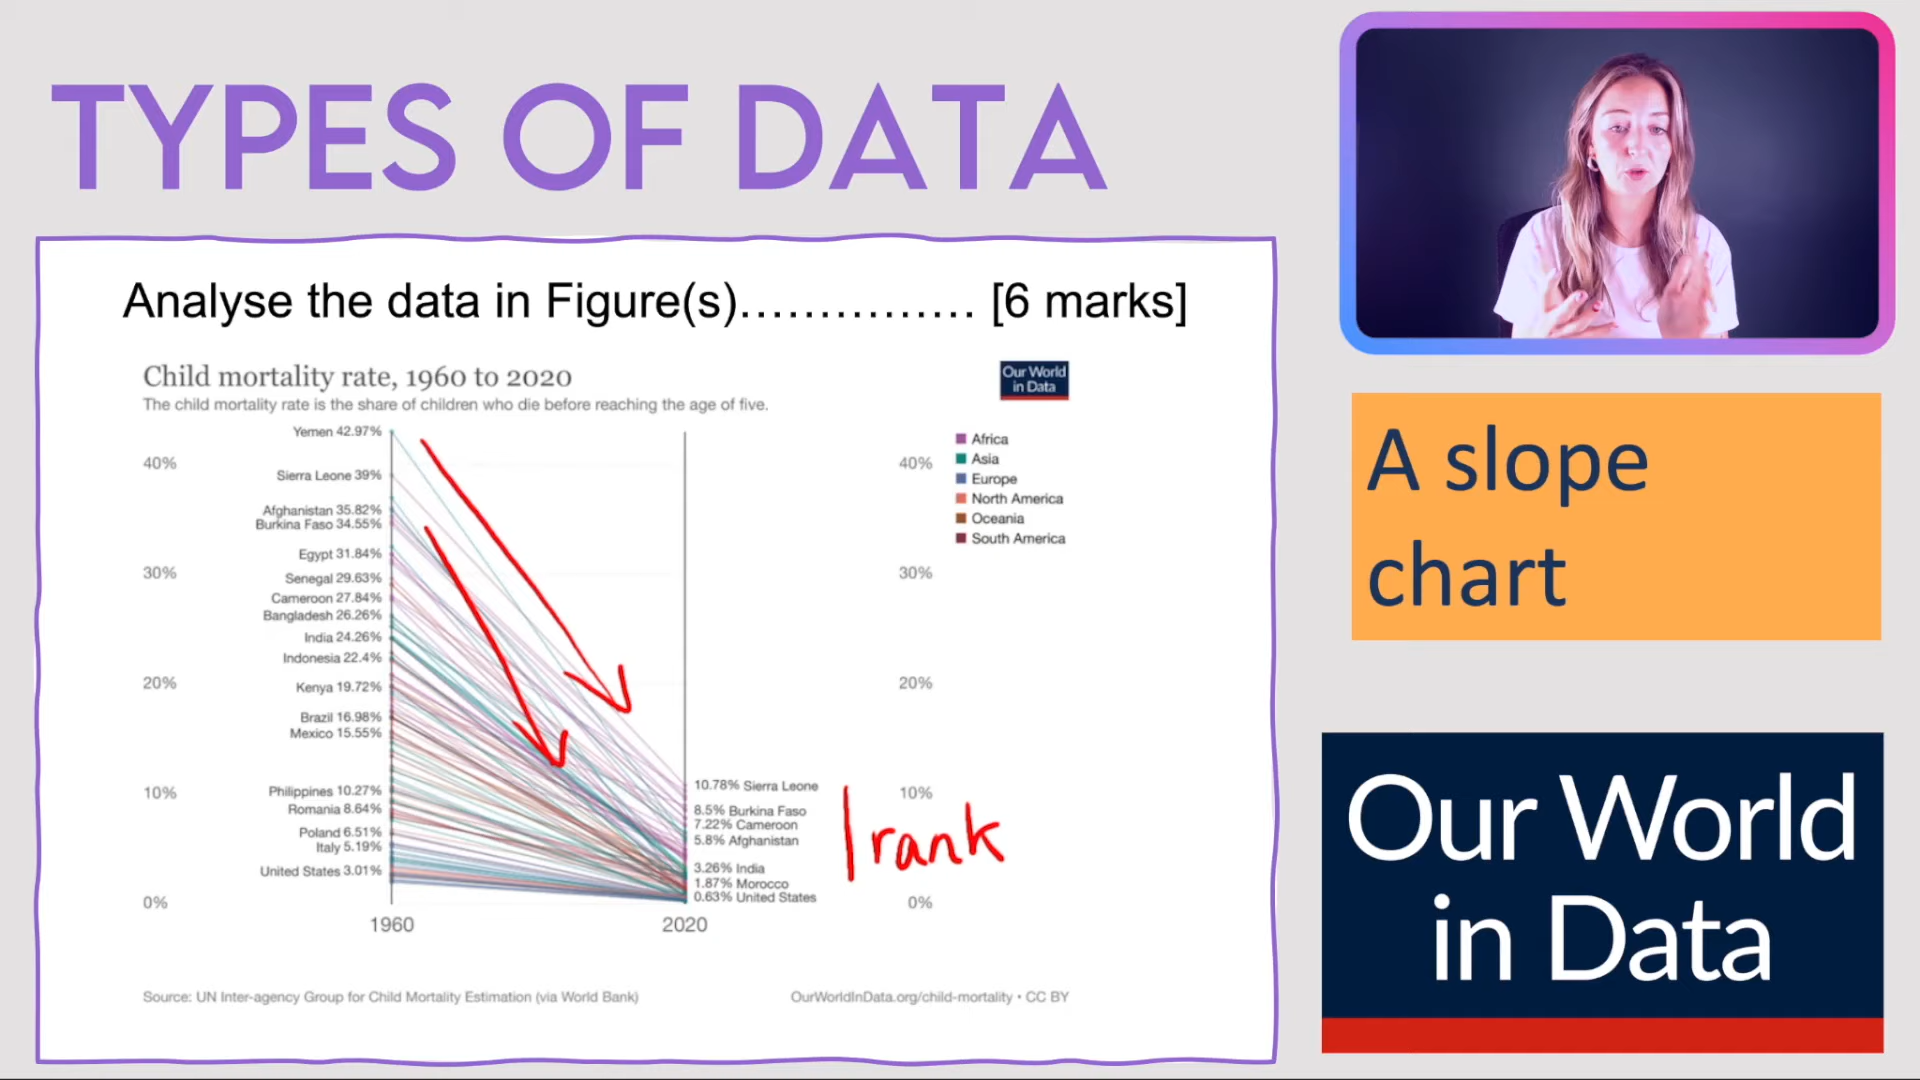 TYPES OF DATA
Analyse the data in Figure(s)............... [6 marks]
Child mortality rate, 1960 to 2020
The child mortality rate is the share of children who die before reaching the age of five.
Our World
in Data
Yemen 42.97%
40%
Sierra Leone 39%
Afghanistan 35.82%
Burkina Faso 34.55%
Egypt 31.84%
30%
Senegal 29.63%
Cameroon 27.84%
Bangladesh 26.26%
India 24.26%
Indonesia 22.4%
20%
Kenya 19.72%
Brazil 16.98%
Mexico 15.55%
10%
Philippines 10.27%
Romania 8.64%
Poland 6.51%
Italy 5.19%
United States 3.01%
0%
1960
2020
10.78% Sierra Leone
8.5% Burkina Faso
7.22% Cameroon
5.8% Afghanistan
3.26% India
1.87% Morocco
0.63% United States
40%
30%
20%
10%
0%
rank
Africa
Asia
Europe
North America
Oceania
South America
Source: UN Inter-agency Group for Child Mortality Estimation (via World Bank)
OurWorldInData.org/child-mortality • CC BY
A slope
chart
Our World
in Data